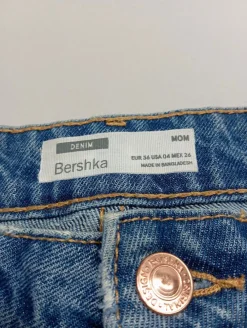 DENIM
Bershka
MOM
EUR 36 USA 04 MEX 26
MADE IN BANGLADESH